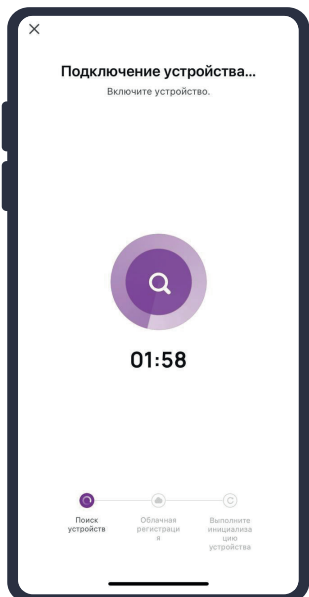 Подключение устройства...
Включите устройство.
01:58
Поиск
устройств
Облачная
регистраци
я
Выполните
инициализа
цию
устройства